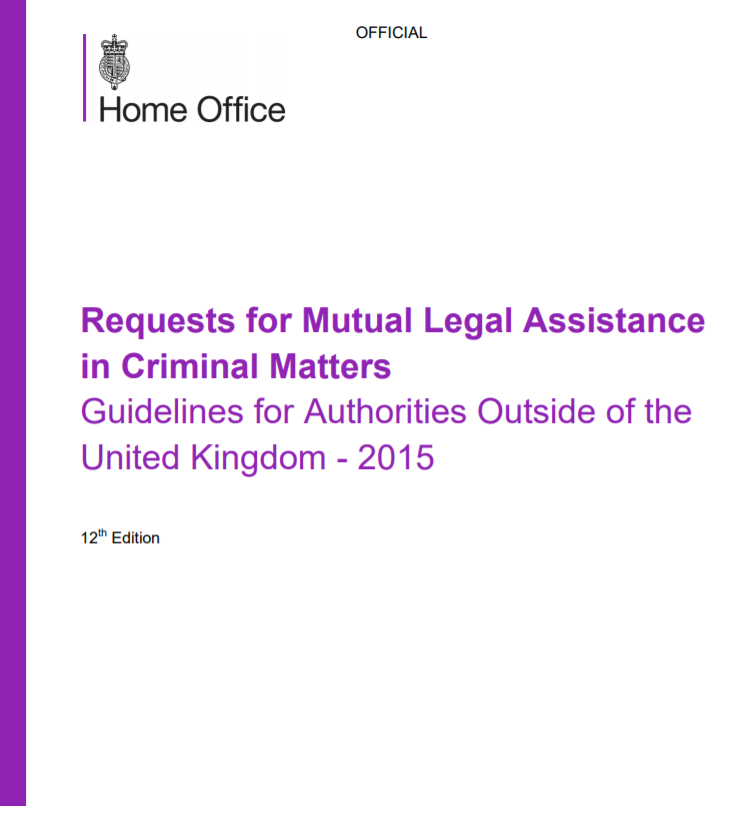 OFFICIAL
Home Office
Requests for Mutual Legal Assistance
in Criminal Matters
Guidelines for Authorities Outside of the
United Kingdom - 2015
12th Edition